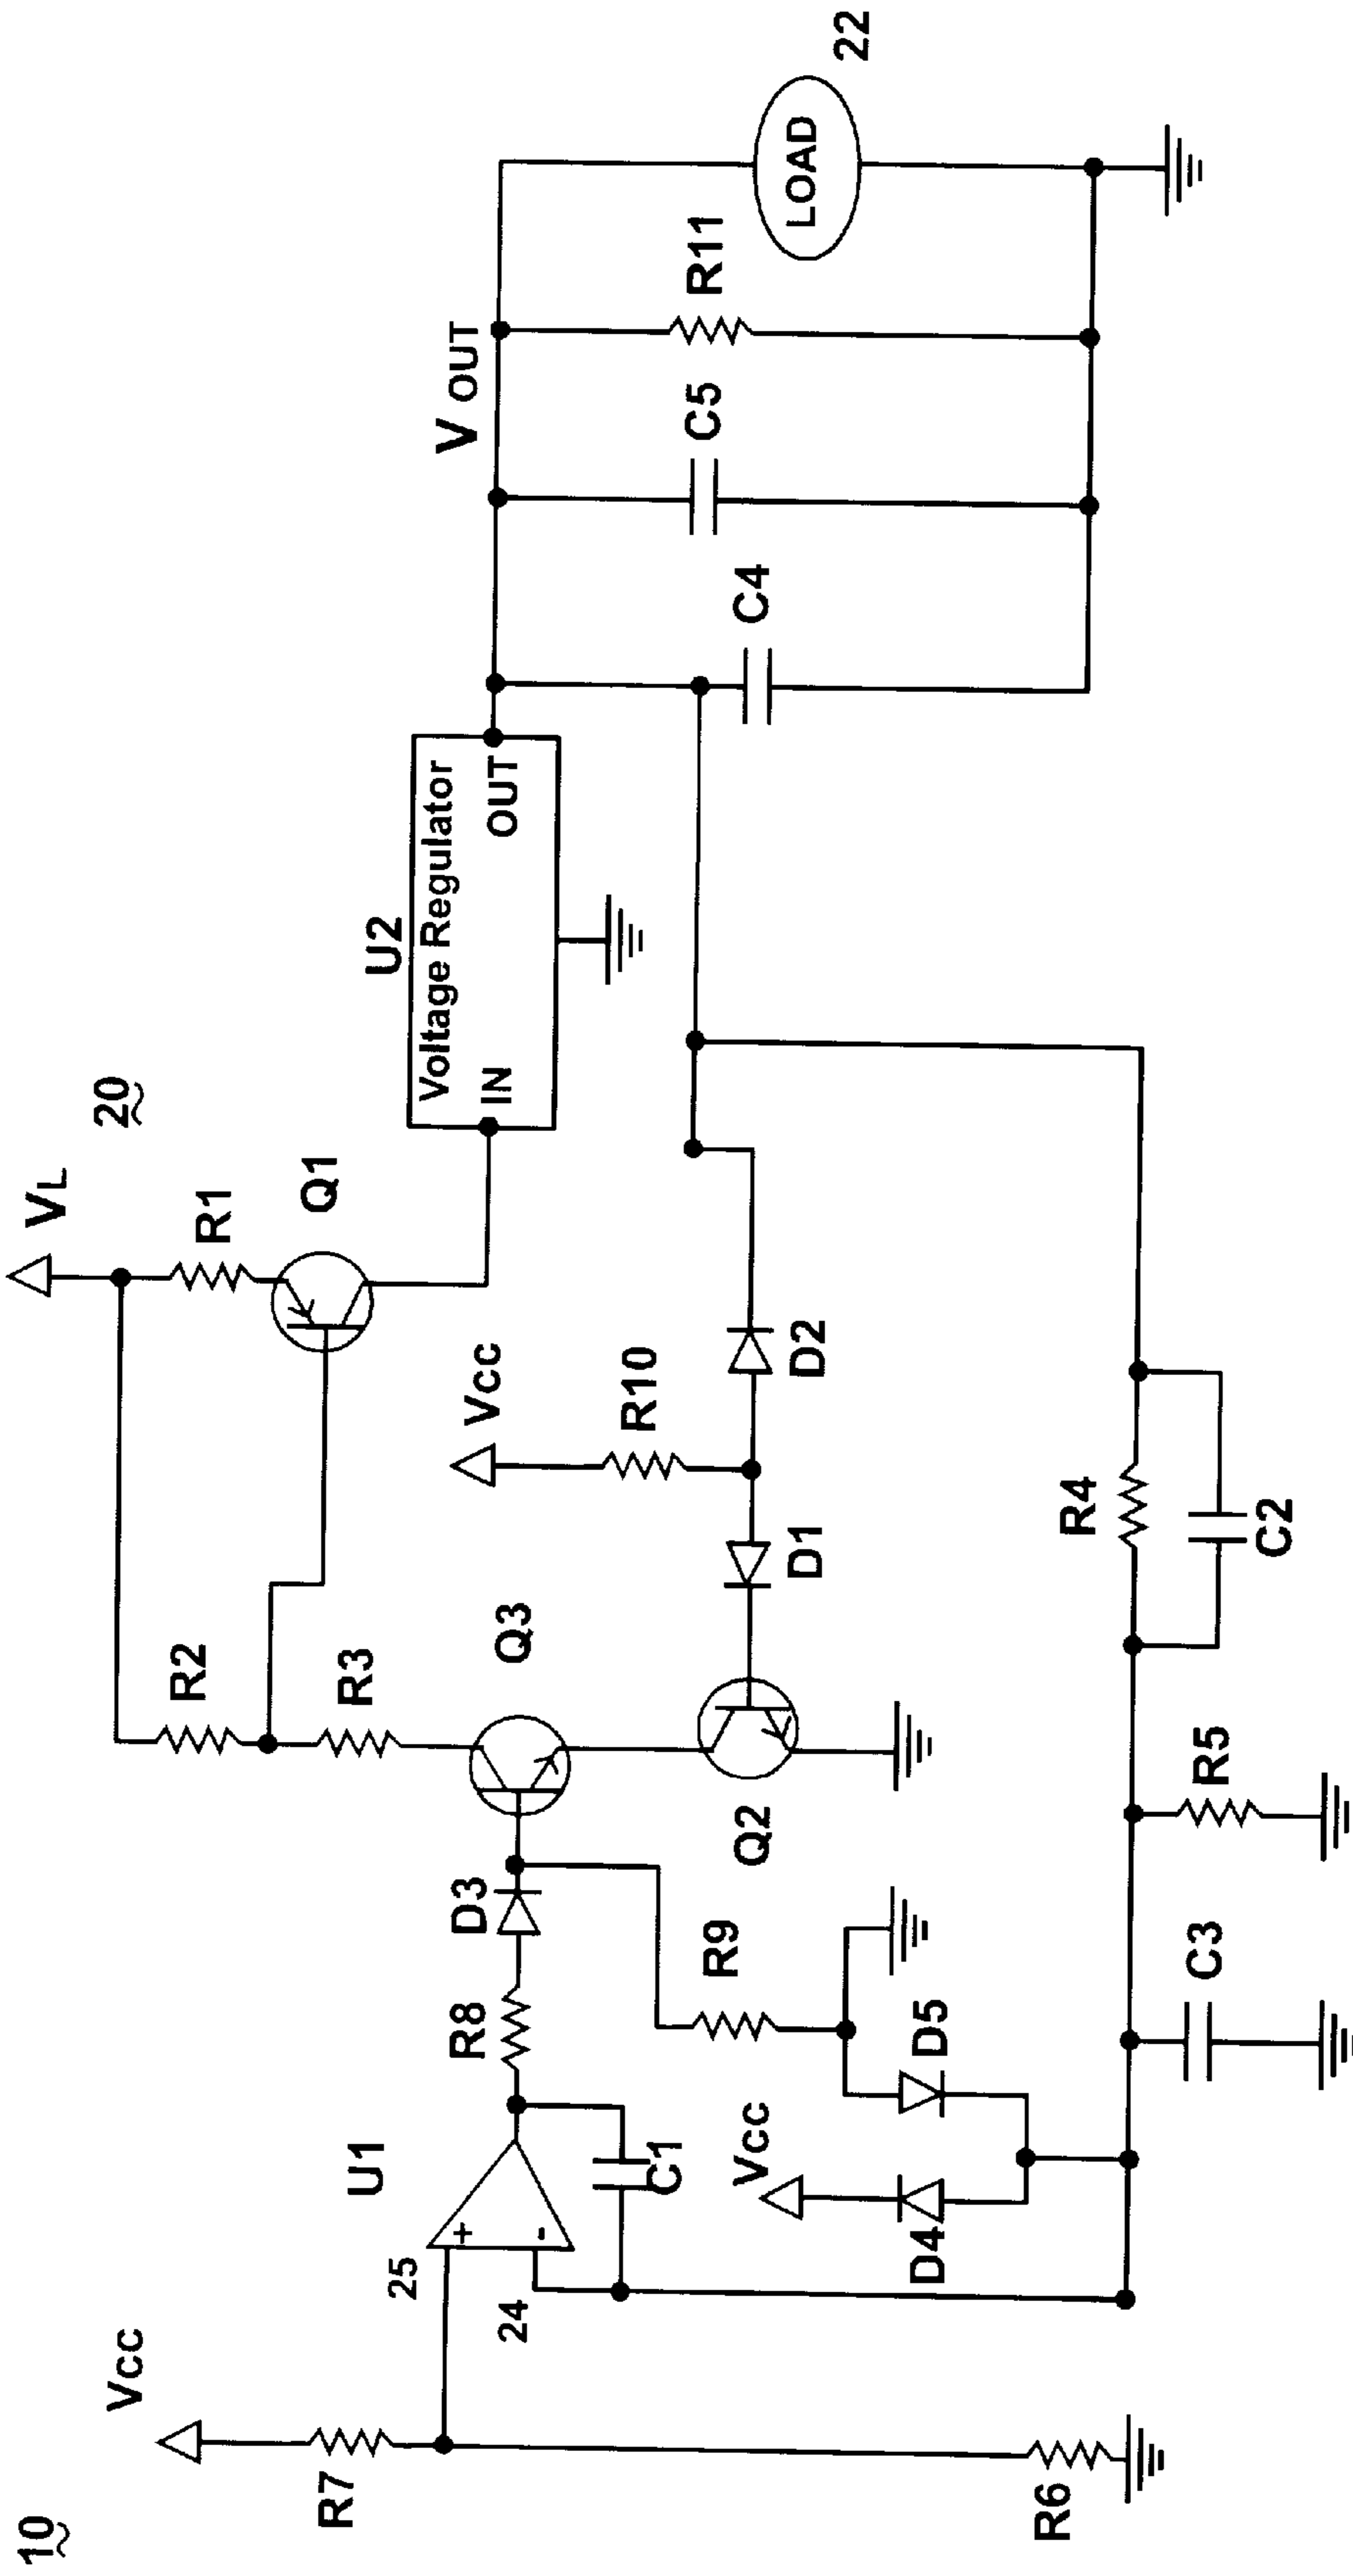 10
20
VL
Vcc
R7
R6
25
24
+
-
U1
C1
R8
D3
R9
Vcc
D4
D5
R2
R3
Q3
Q2
R1
Q1
Vcc
R10
D1
D2
U2
Voltage Regulator
IN
OUT
V OUT
C4
C5
R11
LOAD
22
C3
R5
R4
C2